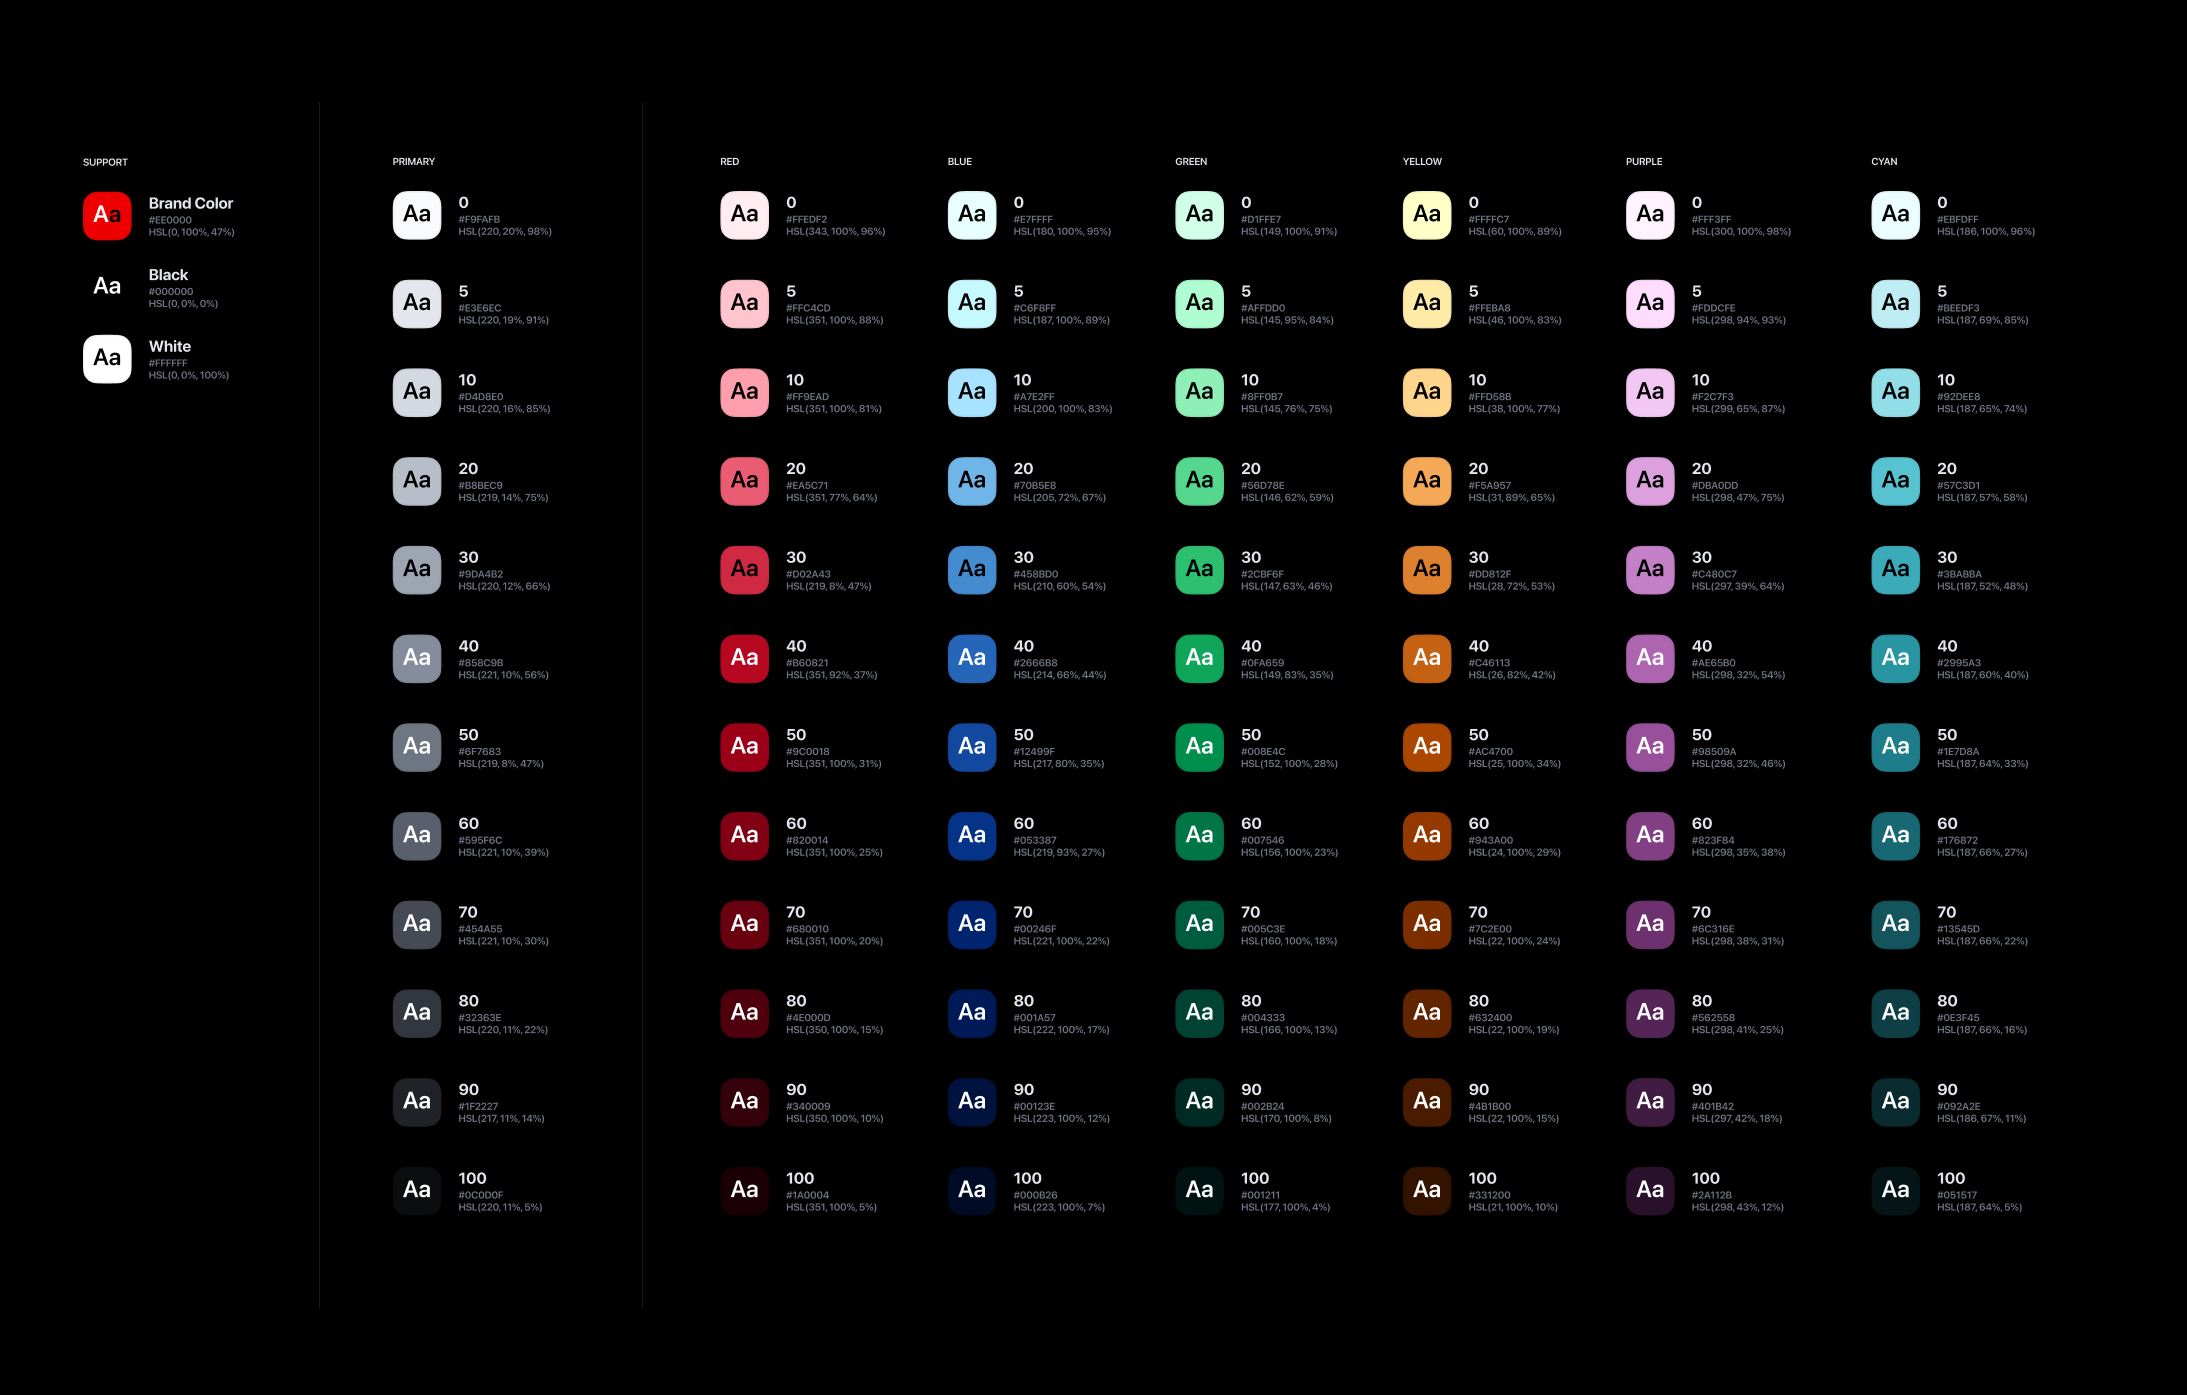 SUPPORT
Aa
Brand Color
#EE0000
HSL(0, 100%, 47%)
Aa
Black
#000000
HSL(0, 0%, 0%)
Aa
White
#FFFFFF
HSL(0, 0%, 100%)
PRIMARY
Aa
0
#F9FAFB
HSL(220, 20%, 98%)
Aa
5
#E3E6EC
HSL(220, 19%, 91%)
Aa
10
#D4D8E0
HSL(220, 16%, 85%)
Aa
20
#B8BEC9
HSL(219, 14%, 75%)
Aa
30
#9DA4B2
HSL(220, 12%, 66%)
Aa
40
#858C9B
HSL(221, 10%, 56%)
Aa
50
#6F7683
HSL(219, 8%, 47%)
Aa
60
#595F6C
HSL(221, 10%, 39%)
Aa
70
#454A55
HSL(221, 10%, 30%)
Aa
80
#32363E
HSL(220, 11%, 22%)
Aa
90
#1F2227
HSL(217, 11%, 14%)
Aa
100
#0C0D0F
HSL(220, 11%, 5%)
RED
Aa
0
#FFEDF2
HSL(343, 100%, 96%)
Aa
5
#FFC4CD
HSL(351, 100%, 88%)
Aa
10
#FF9EAD
HSL(351, 100%, 81%)
Aa
20
#EA5C71
HSL(351, 77%, 64%)
Aa
30
#D02A43
HSL(219, 8%, 47%)
Aa
40
#B60821
HSL(351, 92%, 37%)
Aa
50
#9C0018
HSL(351, 100%, 31%)
Aa
60
#820014
HSL(351, 100%, 25%)
Aa
70
#680010
HSL(351, 100%, 20%)
Aa
80
#4E000D
HSL(350, 100%, 15%)
Aa
90
#340009
HSL(350, 100%, 10%)
Aa
100
#1A0004
HSL(351, 100%, 5%)
BLUE
Aa
0
#E7FFFF
HSL(180, 100%, 95%)
Aa
5
#C6F8FF
HSL(187, 100%, 89%)
Aa
10
#A7E2FF
HSL(200, 100%, 83%)
Aa
20
#70B5E8
HSL(205, 72%, 67%)
Aa
30
#458BD0
HSL(210, 60%, 54%)
Aa
40
#2666B8
HSL(214, 66%, 44%)
Aa
50
#12499F
HSL(217, 80%, 35%)
Aa
60
#053387
HSL(219, 93%, 27%)
Aa
70
#00246F
HSL(221, 100%, 22%)
Aa
80
#001A57
HSL(222, 100%, 17%)
Aa
90
#00123E
HSL(223, 100%, 12%)
Aa
100
#000B26
HSL(223, 100%, 7%)
GREEN
Aa
0
#D1FFE7
HSL(149, 100%, 91%)
Aa
5
#AFFDD0
HSL(145, 95%, 84%)
Aa
10
#8FF0B7
HSL(145, 76%, 75%)
Aa
20
#56D78E
HSL(146, 62%, 59%)
Aa
30
#2CBF6F
HSL(147, 63%, 46%)
Aa
40
#0FA659
HSL(149, 83%, 35%)
Aa
50
#008E4C
HSL(152, 100%, 28%)
Aa
60
#007546
HSL(156, 100%, 23%)
Aa
70
#005C3E
HSL(160, 100%, 18%)
Aa
80
#004333
HSL(166, 100%, 13%)
Aa
90
#002B24
HSL(170, 100%, 8%)
Aa
100
#001211
HSL(177, 100%, 4%)
YELLOW
Aa
0
#FFFFC7
HSL(60, 100%, 89%)
Aa
5
#FFEBA8
HSL(46, 100%, 83%)
Aa
10
#FFD58B
HSL(38, 100%, 77%)
Aa
20
#F5A957
HSL(31, 89%, 65%)
Aa
30
#DD812F
HSL(28, 72%, 53%)
Aa
40
#C46113
HSL(26, 82%, 42%)
Aa
50
#AC4700
HSL(25, 100%, 34%)
Aa
60
#943A00
HSL(24, 100%, 29%)
Aa
70
#7C2E00
HSL(22, 100%, 24%)
Aa
80
#632400
HSL(22, 100%, 19%)
Aa
90
#4B1B00
HSL(22, 100%, 15%)
Aa
100
#331200
HSL(21, 100%, 10%)
PURPLE
Aa
0
#FFF3FF
HSL(300, 100%, 98%)
Aa
5
#FDDCFE
HSL(298, 94%, 93%)
Aa
10
#F2C7F3
HSL(299, 65%, 87%)
Aa
20
#DBA0DD
HSL(298, 47%, 75%)
Aa
30
#C480C7
HSL(297, 39%, 64%)
Aa
40
#AE65B0
HSL(298, 32%, 54%)
Aa
50
#98509A
HSL(298, 32%, 46%)
Aa
60
#823F84
HSL(298, 35%, 38%)
Aa
70
#6C316E
HSL(298, 38%, 31%)
Aa
80
#562558
HSL(298, 41%, 25%)
Aa
90
#401B42
HSL(297, 42%, 18%)
Aa
100
#2A112B
HSL(298, 43%, 12%)
CYAN
Aa
0
#EBFDFF
HSL(186, 100%, 96%)
Aa
5
#BEEDF3
HSL(187, 69%, 85%)
Aa
10
#92DEE8
HSL(187, 65%, 74%)
Aa
20
#57C3D1
HSL(187, 57%, 58%)
Aa
30
#3BABBA
HSL(187, 52%, 48%)
Aa
40
#2995A3
HSL(187, 60%, 40%)
Aa
50
#1E7D8A
HSL(187, 64%, 33%)
Aa
60
#176872
HSL(187, 66%, 27%)
Aa
70
#13545D
HSL(187, 66%, 22%)
Aa
80
#0E3F45
HSL(187, 66%, 16%)
Aa
90
#092A2E
HSL(186, 67%, 11%)
Aa
100
#051517
HSL(187, 64%, 5%)